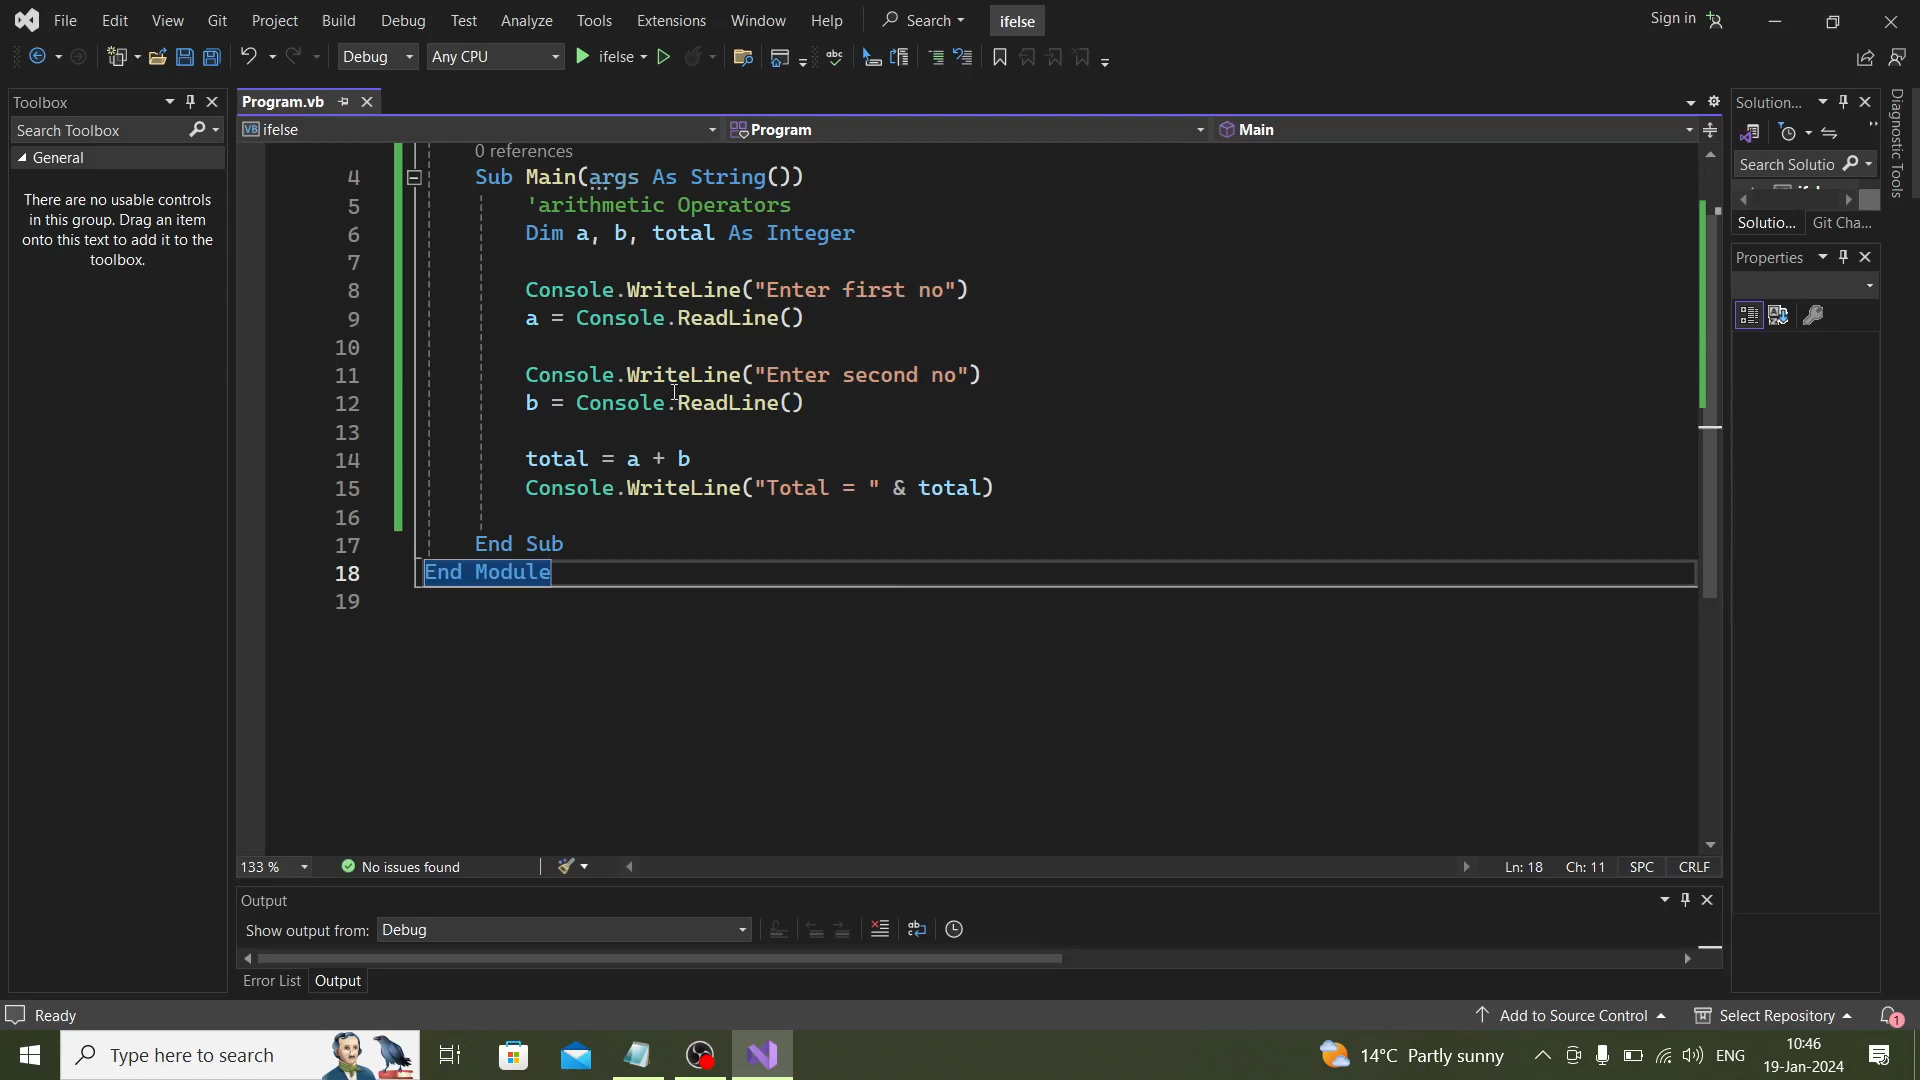 File Edit View Git Project Build Debug Test Analyze Tools Extensions Window Help Search ifelse Sign in
Debug Any CPU ifelse
Toolbox
Search Toolbox
General
There are no usable controls
in this group. Drag an item
onto this text to add it to the
toolbox.
Program.vb
VB ifelse Program Main
0 references
4 Sub Main(args As String())
5 'arithmetic Operators
6 Dim a, b, total As Integer
7
8 Console.WriteLine("Enter first no")
9 a = Console.ReadLine()
10
11 Console.WriteLine("Enter second no")
12 b = Console.ReadLine()
13
14 total = a + b
15 Console.WriteLine("Total = " & total)
16
17 End Sub
18 End Module
19
133 % No issues found Ln: 18 Ch: 11 SPC CRLF
Output
Show output from: Debug
Error List Output
Solution...
Search Solutio
Solutio... Git Cha...
Properties
Diagnostic Tools
Ready Add to Source Control Select Repository 1
Type here to search 14°C Partly sunny ENG 10:46
19-Jan-2024